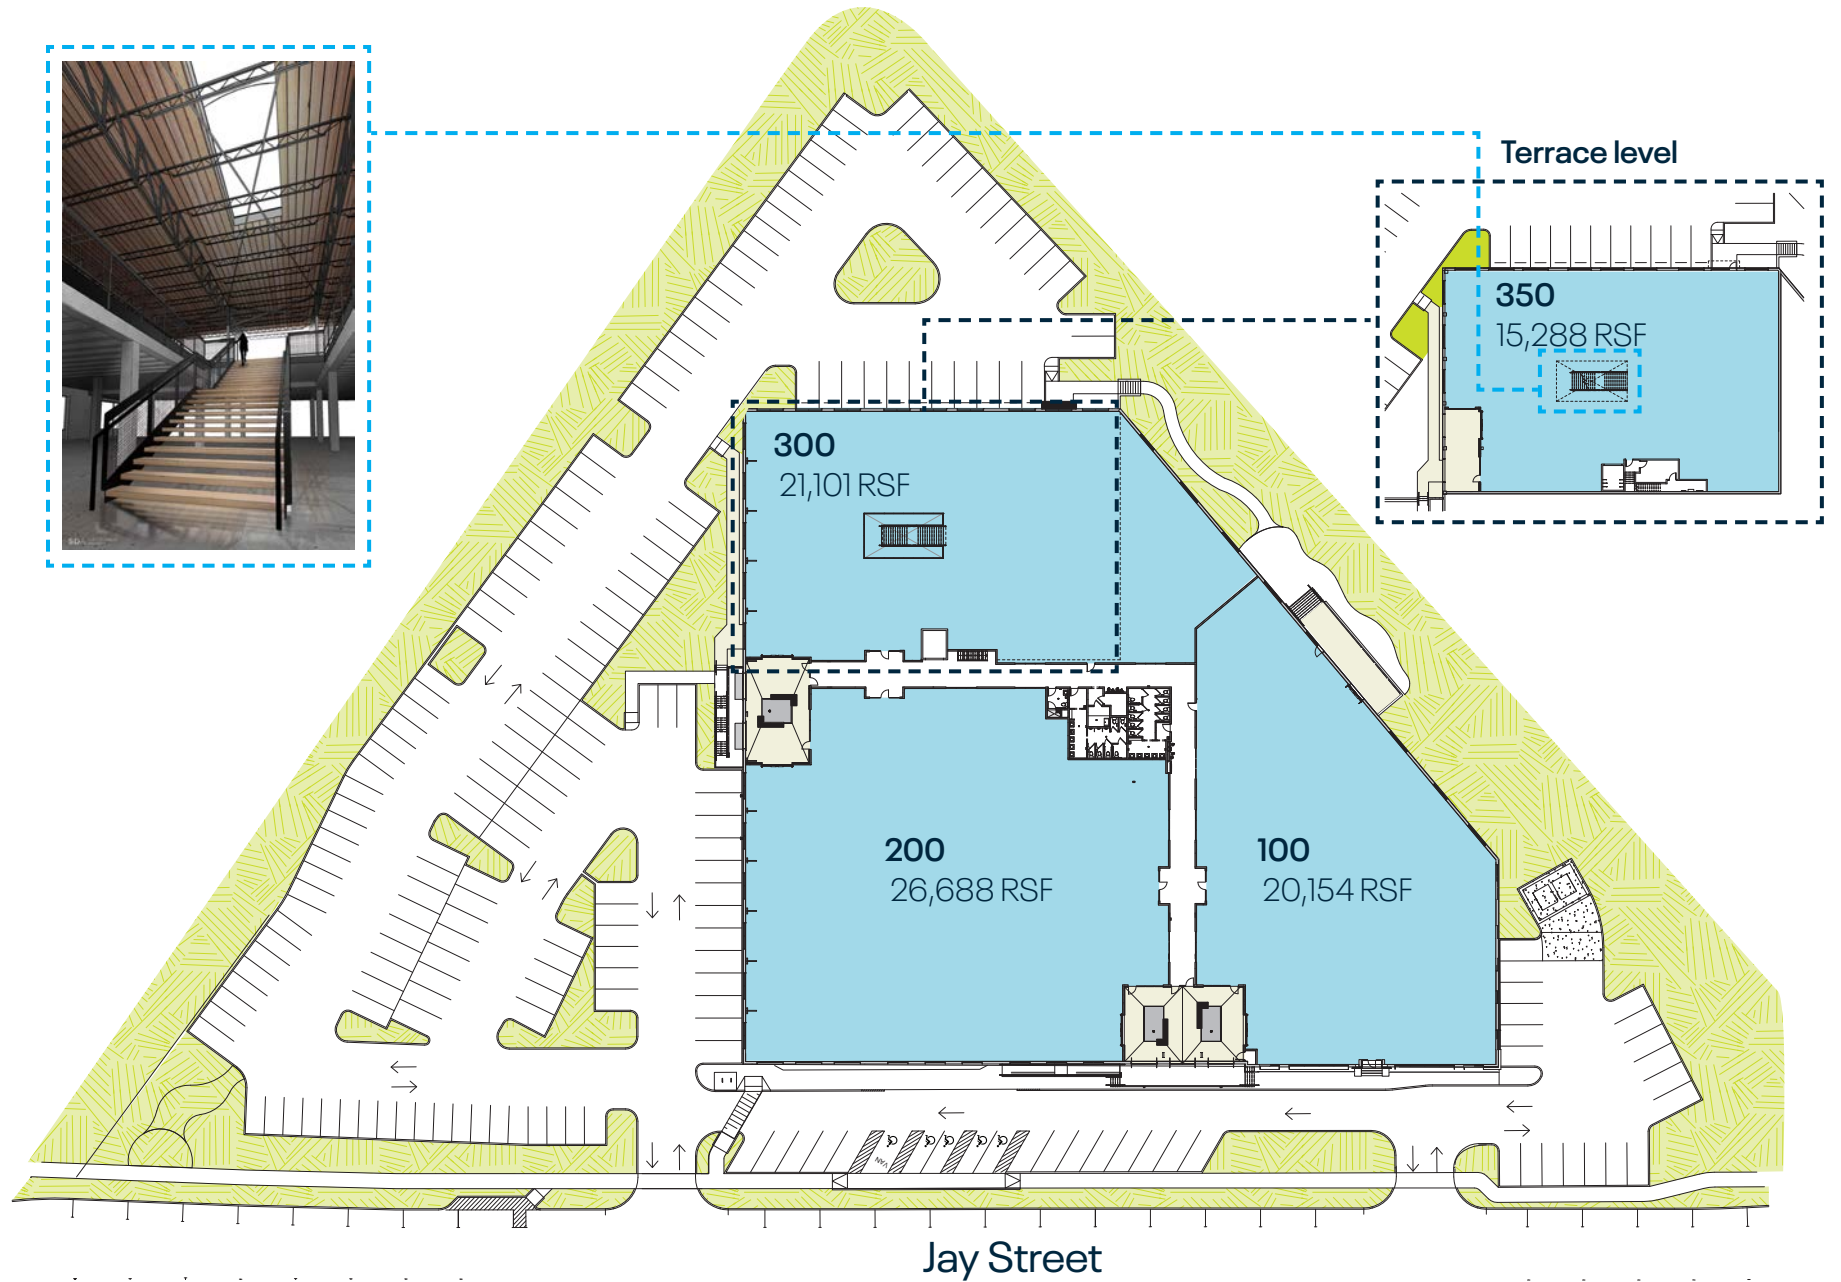 Terrace level
350
15,288 RSF
300
21,101 RSF
200
26,688 RSF
100
20,154 RSF
VAN
Jay Street